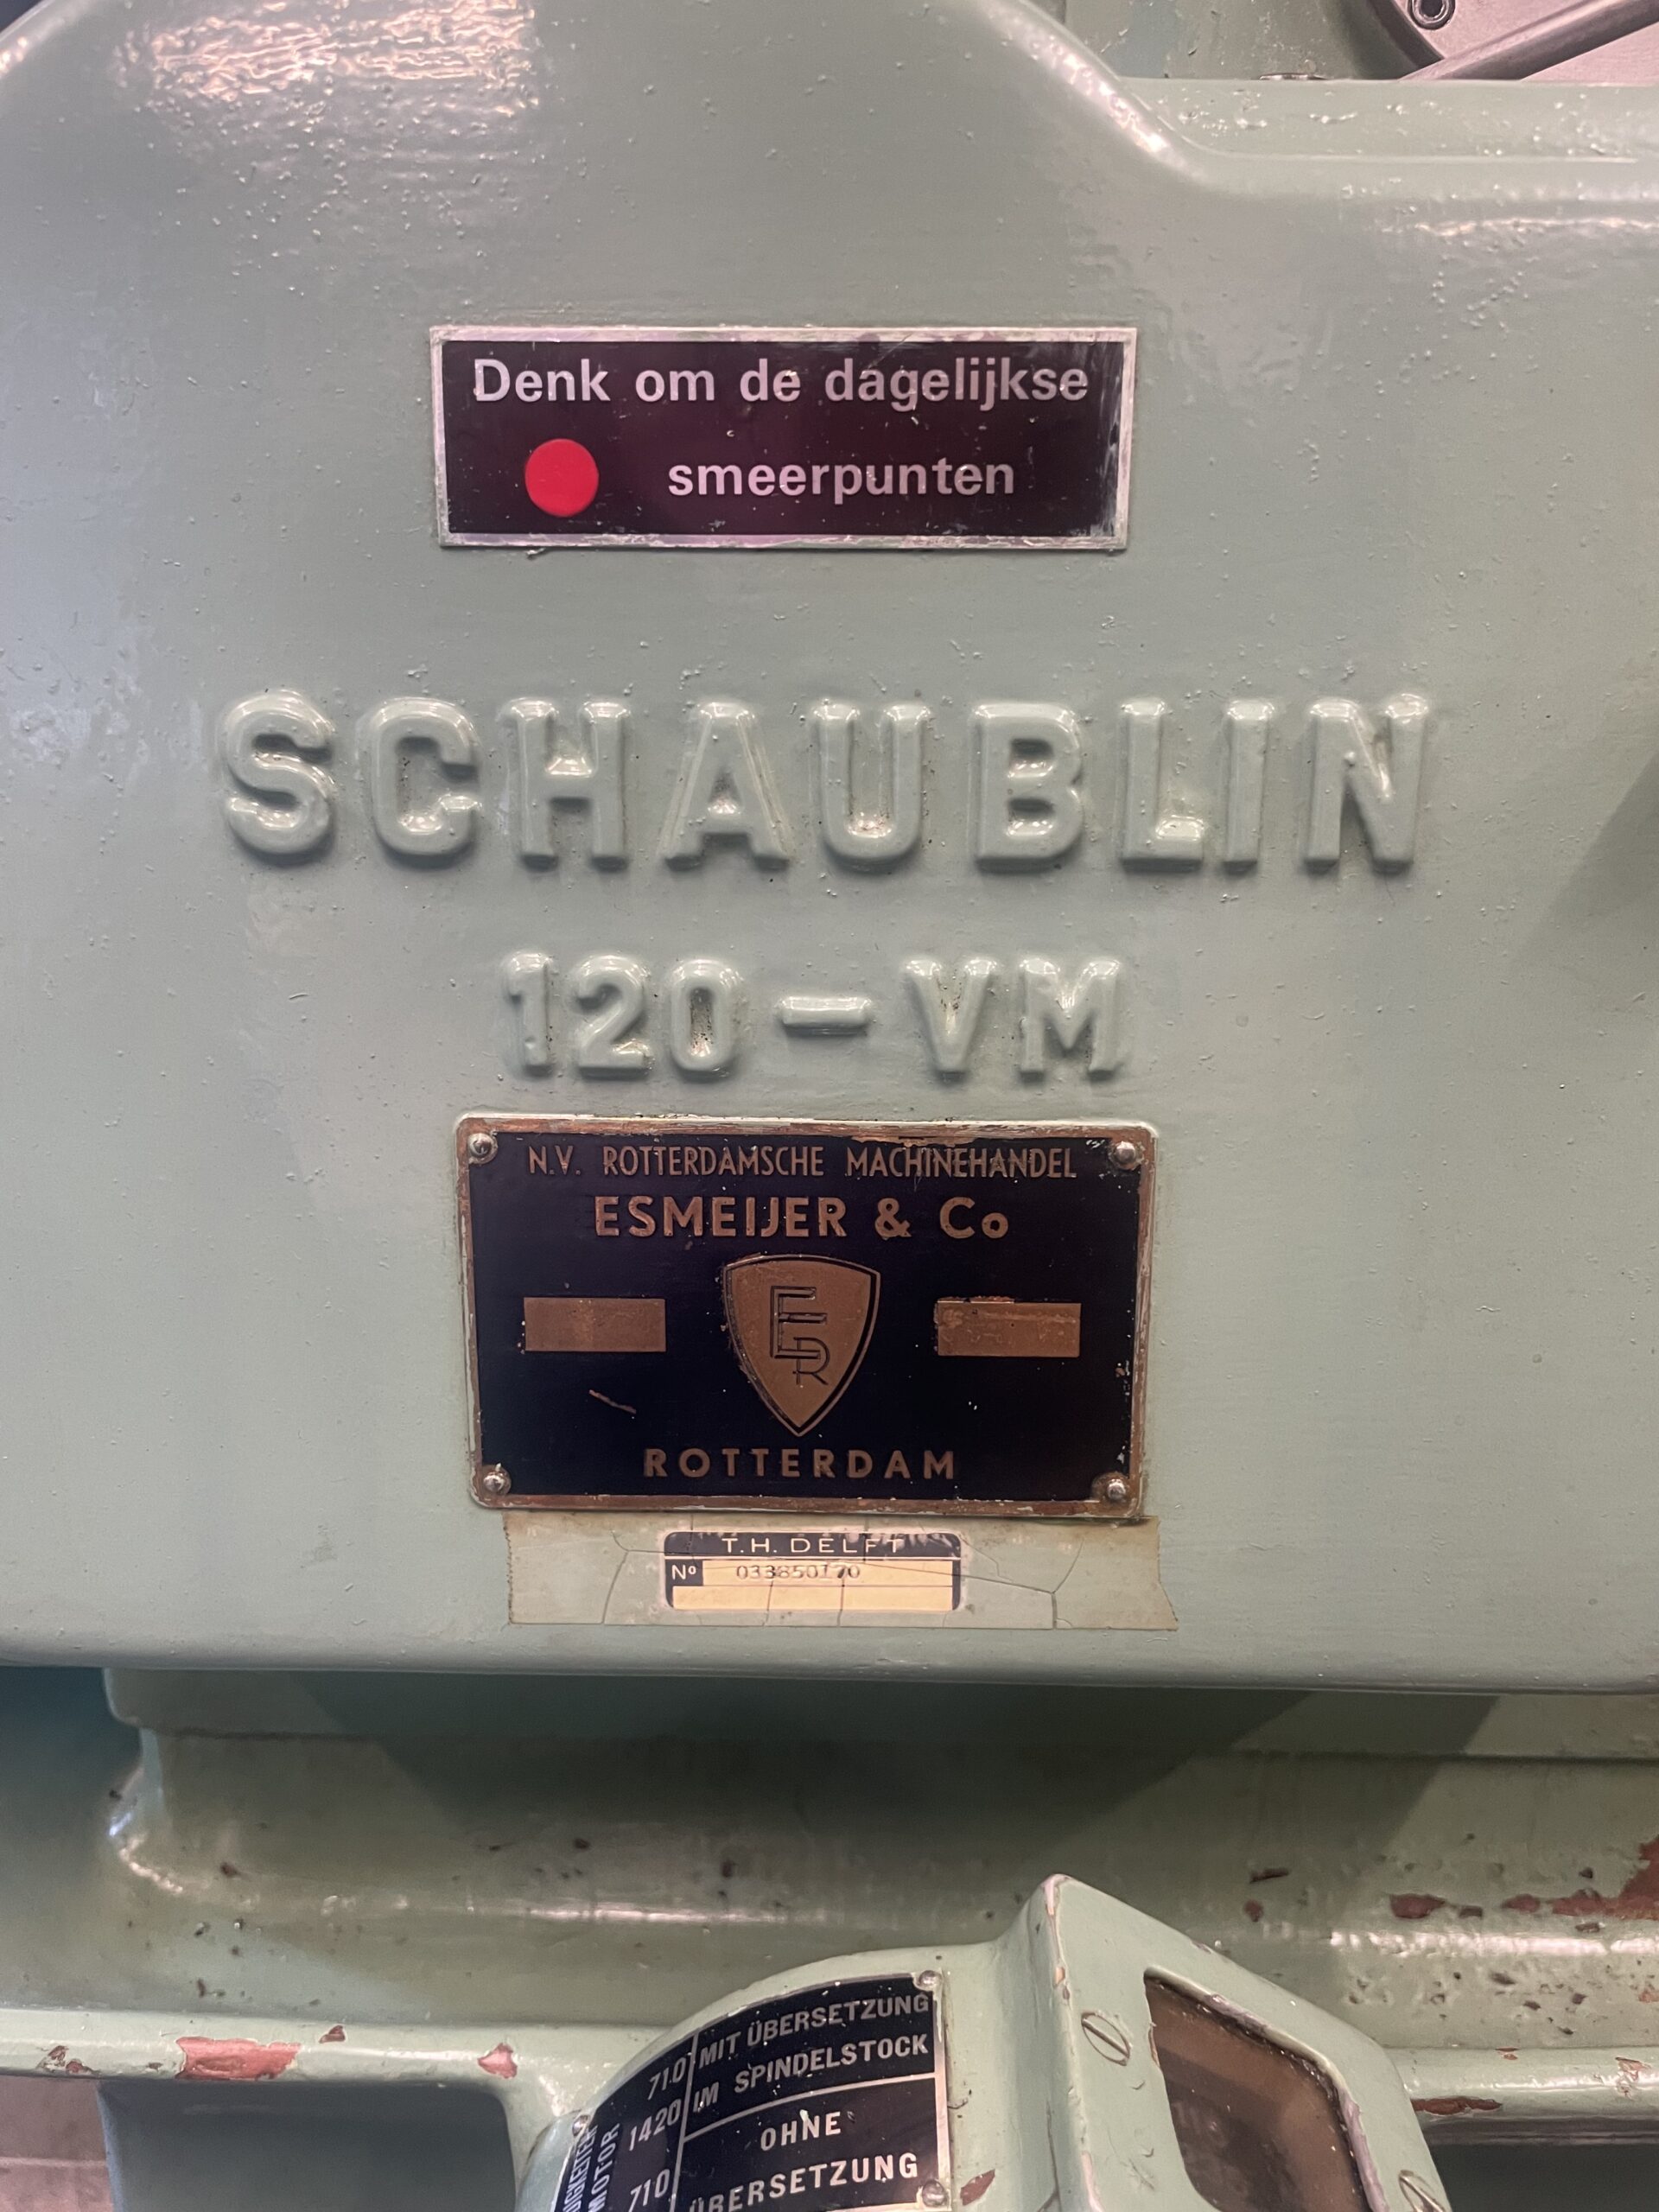 Denk om de dagelijkse
smeerpunten
SCHAUBLIN
120-VM
N.V. ROTTERDAMSCHE MACHINEHANDEL
ESMEIJER & Co
ER
ROTTERDAM
T.H. DELFT
Nº 033850170
MIT ÜBERSETZUNG
710 IM SPINDELSTOCK
1420
OHNE
710 ÜBERSETZUNG
MOTOR